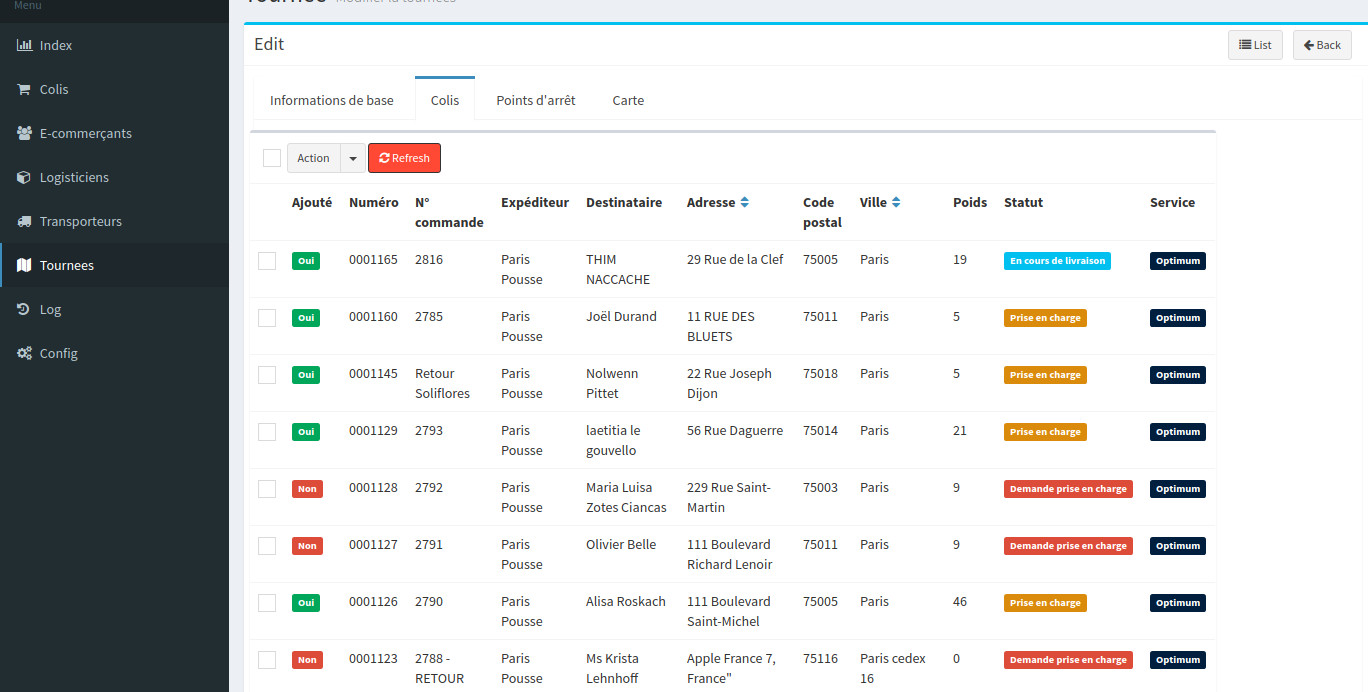 Menu
Index
Colis
E-commerçants
Logisticiens
Transporteurs
Tournees
Log
Config
Edit
List
Back
Informations de base
Colis
Points d'arrêt
Carte
Action
Refresh
Ajouté Numéro N° commande Expéditeur Destinataire Adresse Code postal Ville Poids Statut Service
Oui 0001165 2816 Paris Pousse THIM NACCACHE 29 Rue de la Clef 75005 Paris 19 En cours de livraison Optimum
Oui 0001160 2785 Paris Pousse Joël Durand 11 RUE DES BLUETS 75011 Paris 5 Prise en charge Optimum
Oui 0001145 Retour Soliflores Paris Pousse Nolwenn Pittet 22 Rue Joseph Dijon 75018 Paris 5 Prise en charge Optimum
Oui 0001129 2793 Paris Pousse laetitia le gouvello 56 Rue Daguerre 75014 Paris 21 Prise en charge Optimum
Non 0001128 2792 Paris Pousse Maria Luisa Zotes Ciancas 229 Rue Saint-Martin 75003 Paris 9 Demande prise en charge Optimum
Non 0001127 2791 Paris Pousse Olivier Belle 111 Boulevard Richard Lenoir 75011 Paris 9 Demande prise en charge Optimum
Oui 0001126 2790 Paris Pousse Alisa Roskach 111 Boulevard Saint-Michel 75005 Paris 46 Prise en charge Optimum
Non 0001123 2788 - RETOUR Paris Pousse Ms Krista Lehnhoff Apple France 7, France" 75116 Paris cedex 16 0 Demande prise en charge Optimum